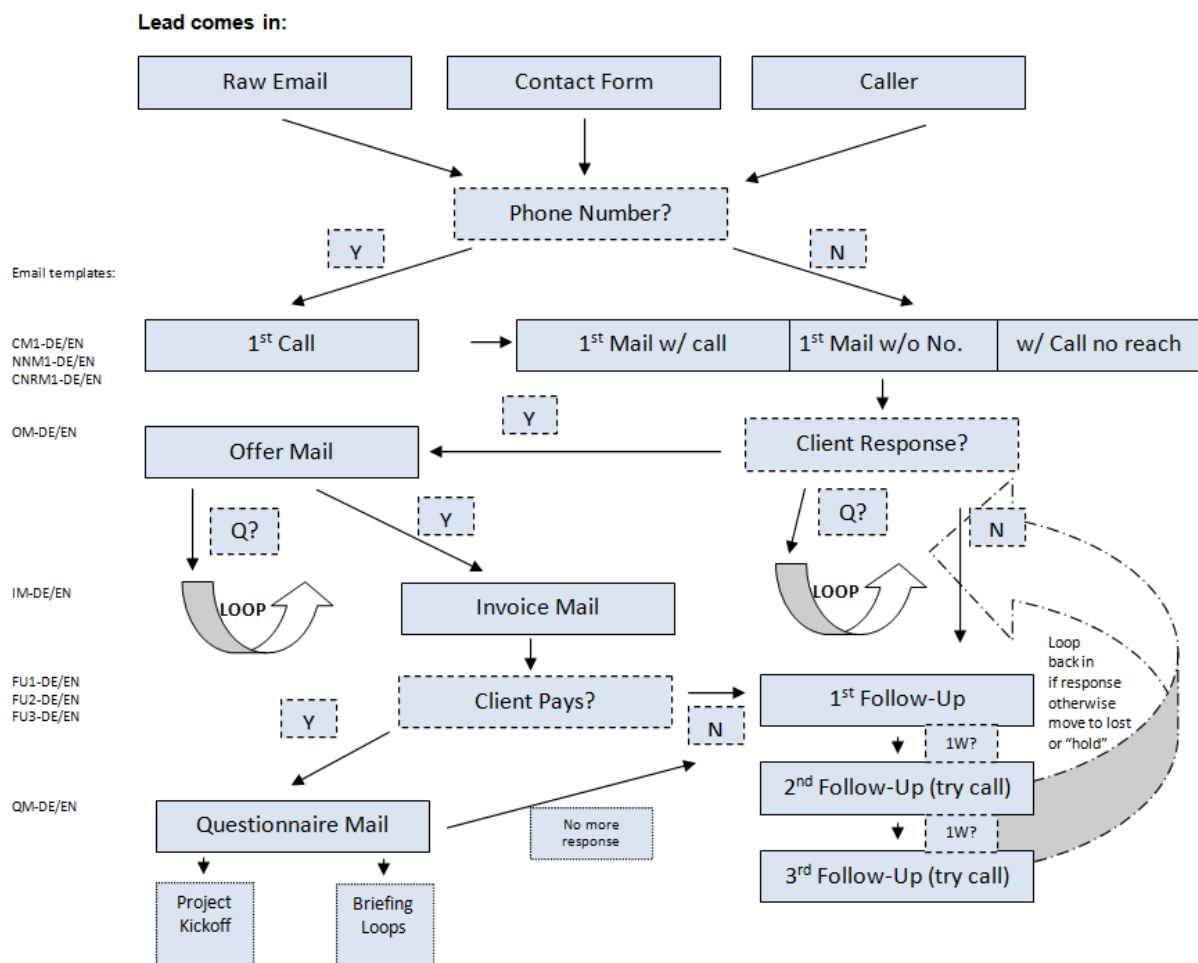 Lead comes in:
Raw Email
Contact Form
Caller
Phone Number?
Y
N
Email templates:
CM1-DE/EN
NNM1-DE/EN
CNRM1-DE/EN
1st Call
1st Mail w/ call
1st Mail w/o No.
w/ Call no reach
OM-DE/EN
Offer Mail
Y
Client Response?
Q?
Y
Q?
N
LOOP
LOOP
IM-DE/EN
Invoice Mail
Loop
back in
if response
otherwise
move to lost
or “hold”
FU1-DE/EN
FU2-DE/EN
FU3-DE/EN
Client Pays?
Y
N
1st Follow-Up
1W?
2nd Follow-Up (try call)
1W?
3rd Follow-Up (try call)
QM-DE/EN
Questionnaire Mail
No more
response
Project
Kickoff
Briefing
Loops